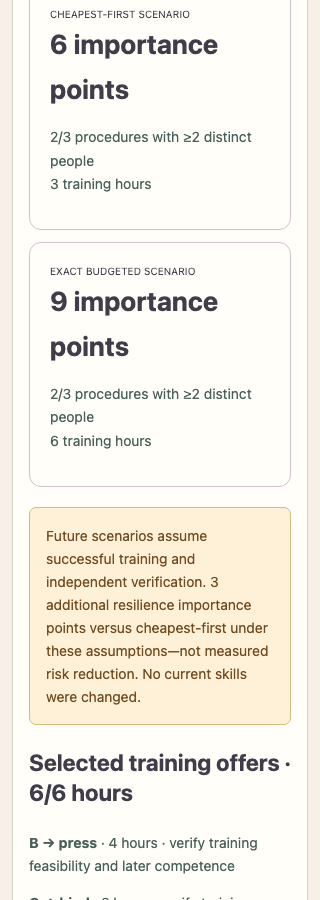 CHEAPEST-FIRST SCENARIO
6 importance
points
2/3 procedures with ≥2 distinct
people
3 training hours
EXACT BUDGETED SCENARIO
9 importance
points
2/3 procedures with ≥2 distinct
people
6 training hours
Future scenarios assume
successful training and
independent verification. 3
additional resilience importance
points versus cheapest-first under
these assumptions—not measured
risk reduction. No current skills
were changed.
Selected training offers ·
6/6 hours
B → press · 4 hours · verify training
feasibility and later competence